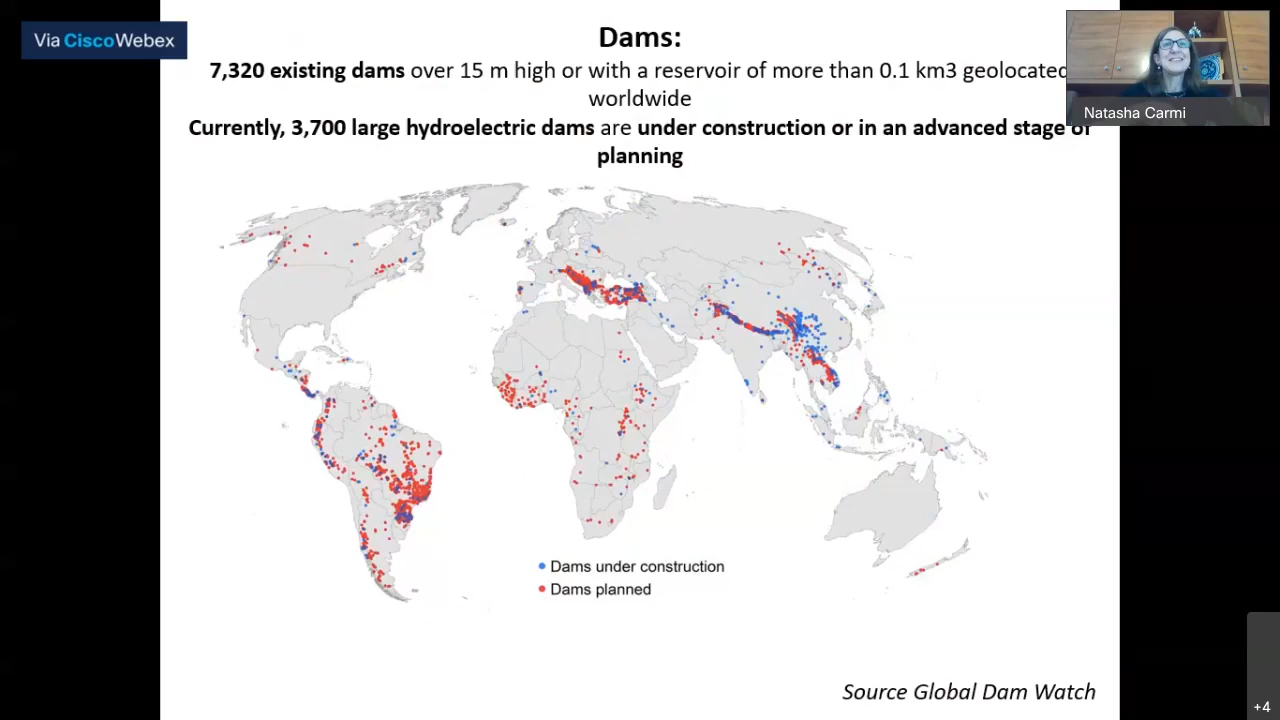 Via Cisco Webex
Dams:
7,320 existing dams over 15 m high or with a reservoir of more than 0.1 km3 geolocated
worldwide
Currently, 3,700 large hydroelectric dams are under construction or in an advanced stage of
planning
Natasha Carmi
Dams under construction
Dams planned
Source Global Dam Watch
+4